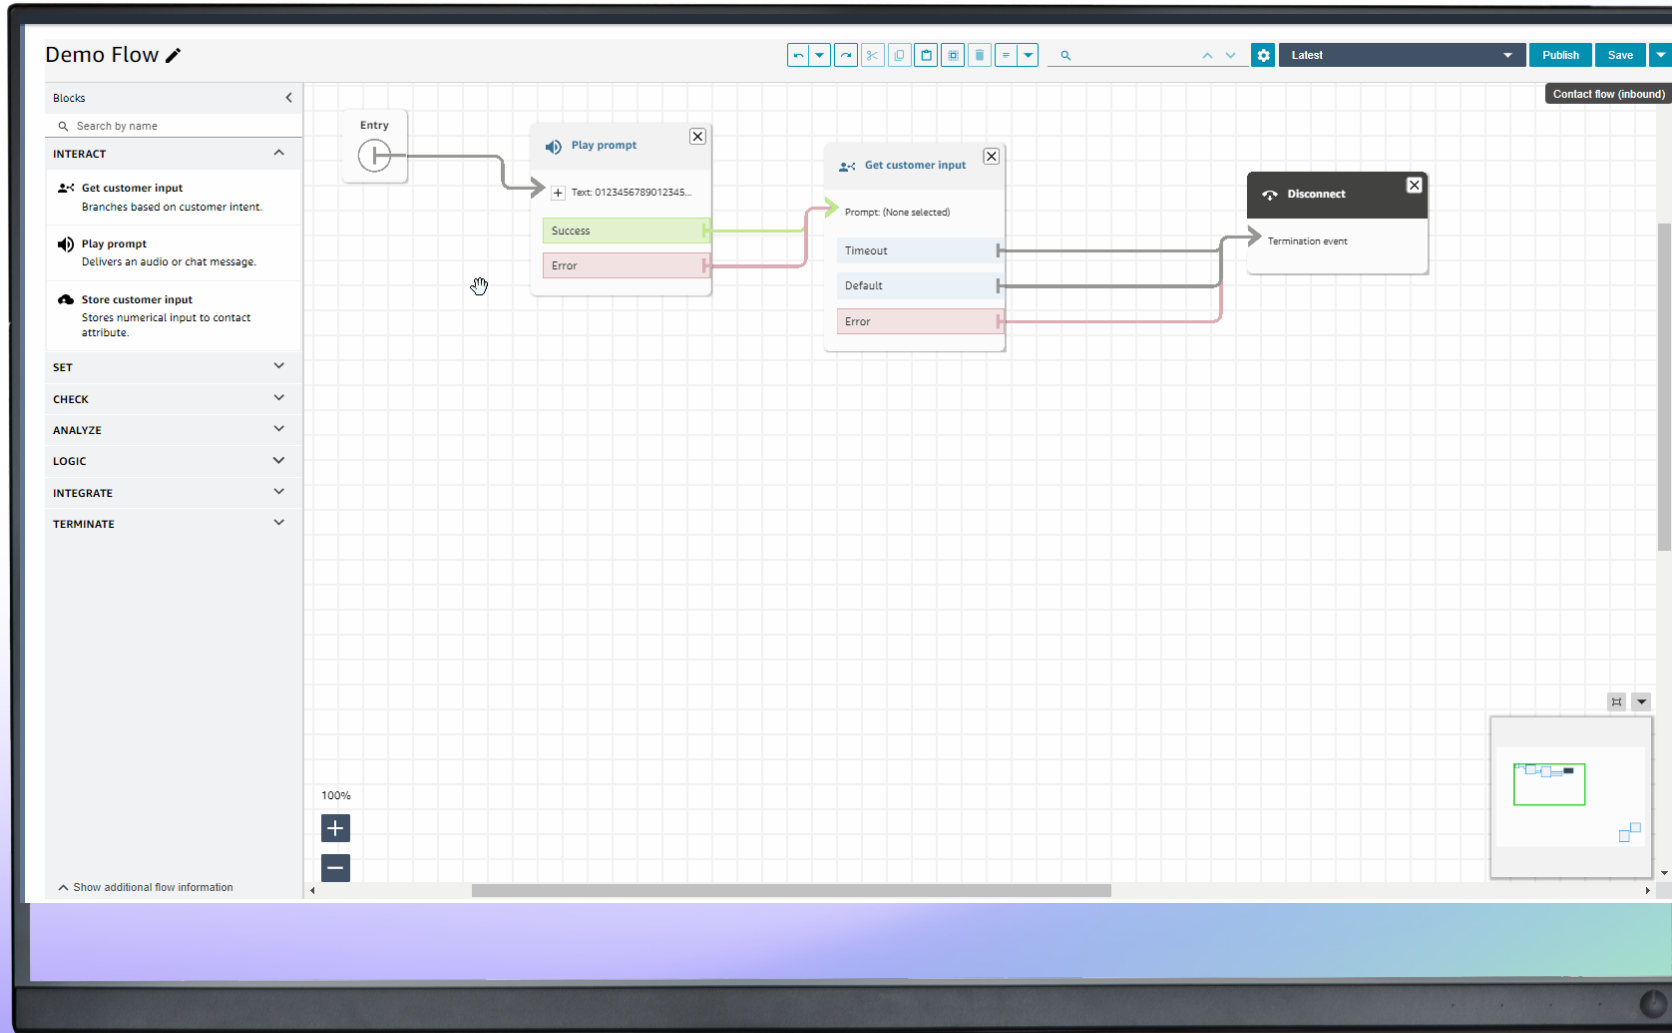 Demo Flow
Latest
Publish
Save
Blocks
Contact flow (inbound)
Search by name
INTERACT
Get customer input
Branches based on customer intent.
Play prompt
Delivers an audio or chat message.
Store customer input
Stores numerical input to contact
attribute.
SET
CHECK
ANALYZE
LOGIC
INTEGRATE
TERMINATE
Show additional flow information
Entry
Play prompt
Text: 0123456789012345...
Success
Error
Get customer input
Prompt: (None selected)
Timeout
Default
Error
Disconnect
Termination event
100%